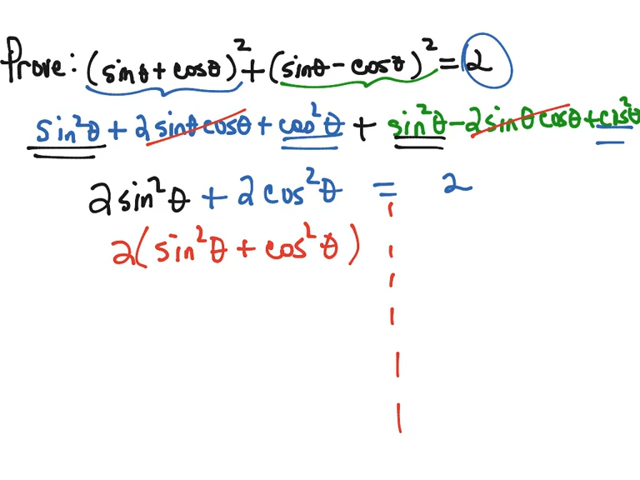 Prove: (sinθ + cosθ)² + (sinθ - cosθ)² = 2
sin²θ + 2sinθcosθ + cos²θ + sin²θ - 2sinθcosθ + cos²θ
2sin²θ + 2cos²θ = 2
2(sin²θ + cos²θ)